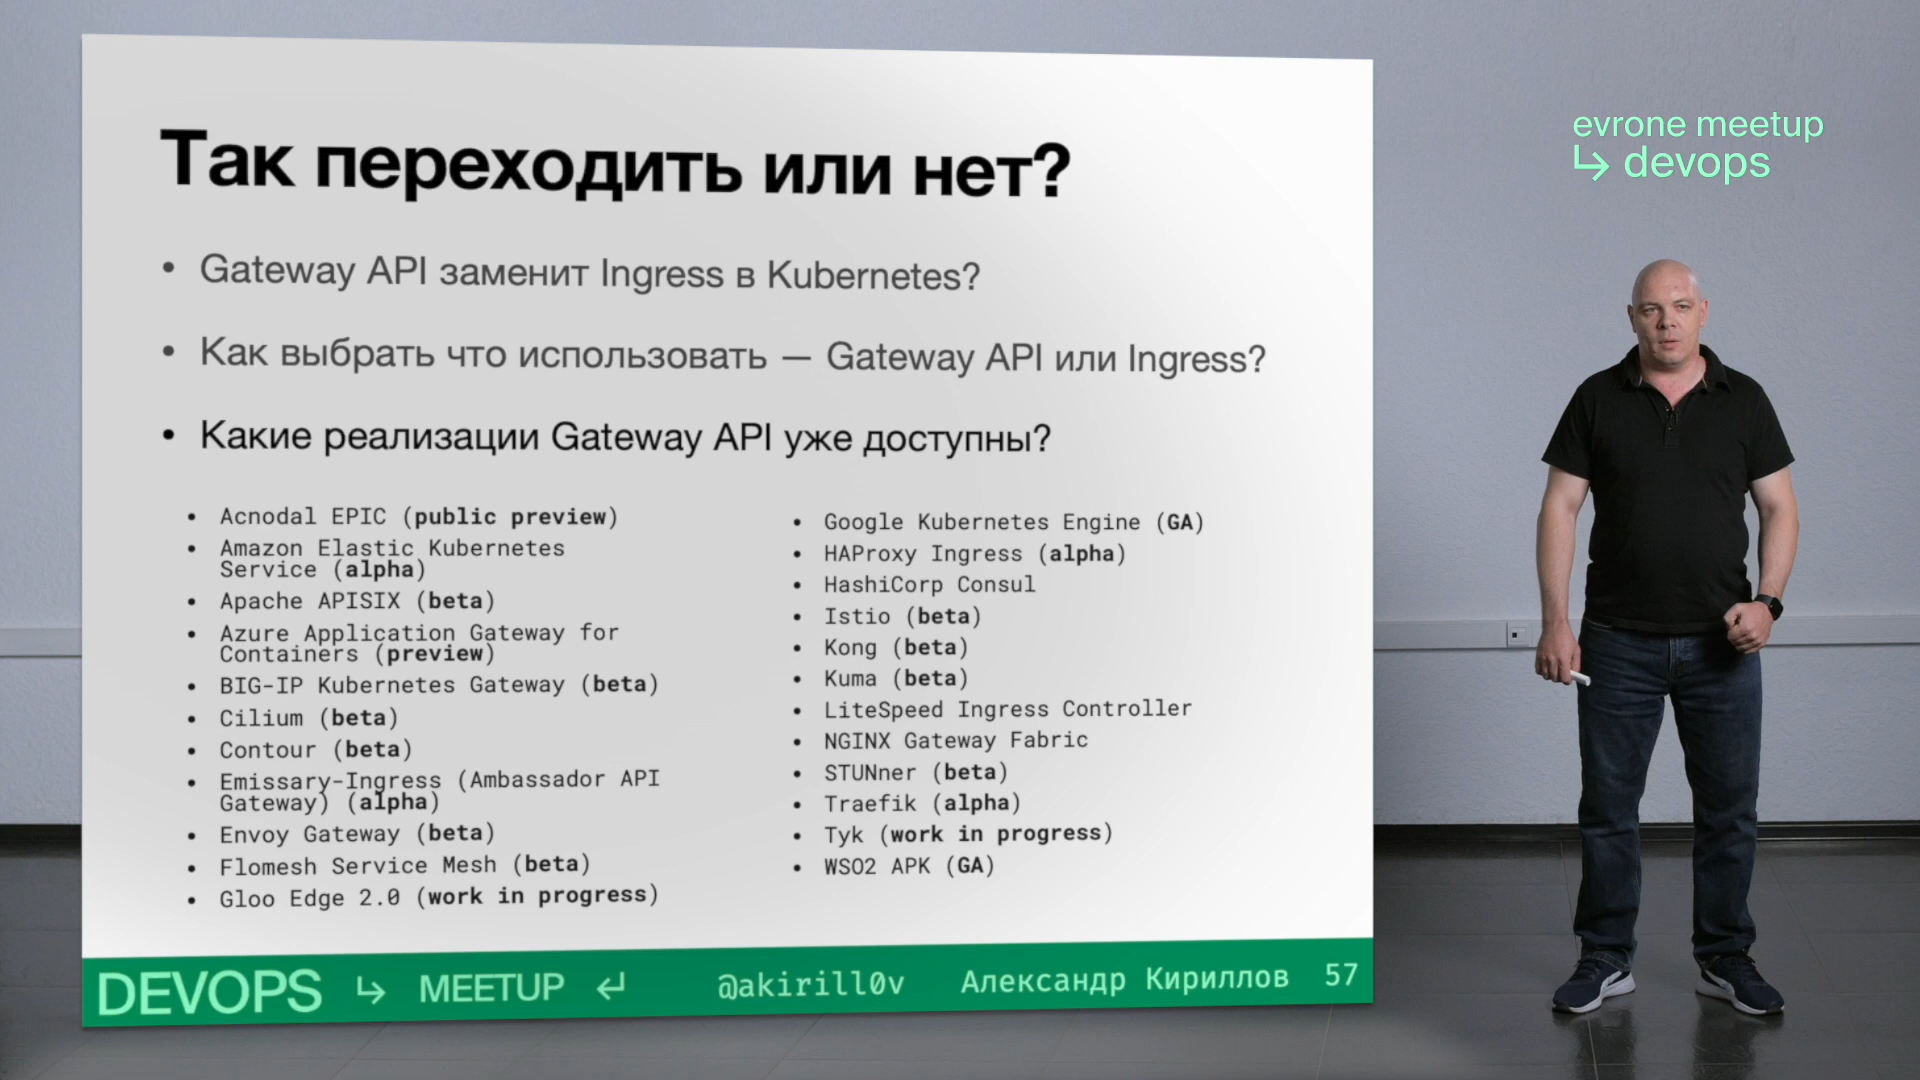 Так переходить или нет?
• Gateway API заменит Ingress в Kubernetes?
• Как выбрать что использовать — Gateway API или Ingress?
• Какие реализации Gateway API уже доступны?
• Acnodal EPIC (public preview)
• Amazon Elastic Kubernetes
Service (alpha)
• Apache APISIX (beta)
• Azure Application Gateway for
Containers (preview)
• BIG-IP Kubernetes Gateway (beta)
• Cilium (beta)
• Contour (beta)
• Emissary-Ingress (Ambassador API
Gateway) (alpha)
• Envoy Gateway (beta)
• Flomesh Service Mesh (beta)
• Gloo Edge 2.0 (work in progress)
• Google Kubernetes Engine (GA)
• HAProxy Ingress (alpha)
• HashiCorp Consul
• Istio (beta)
• Kong (beta)
• Kuma (beta)
• LiteSpeed Ingress Controller
• NGINX Gateway Fabric
• STUNner (beta)
• Traefik (alpha)
• Tyk (work in progress)
• WSO2 APK (GA)
DEVOPS ↳ MEETUP ↲ @akirill0v Александр Кириллов 57
evrone meetup
↳ devops